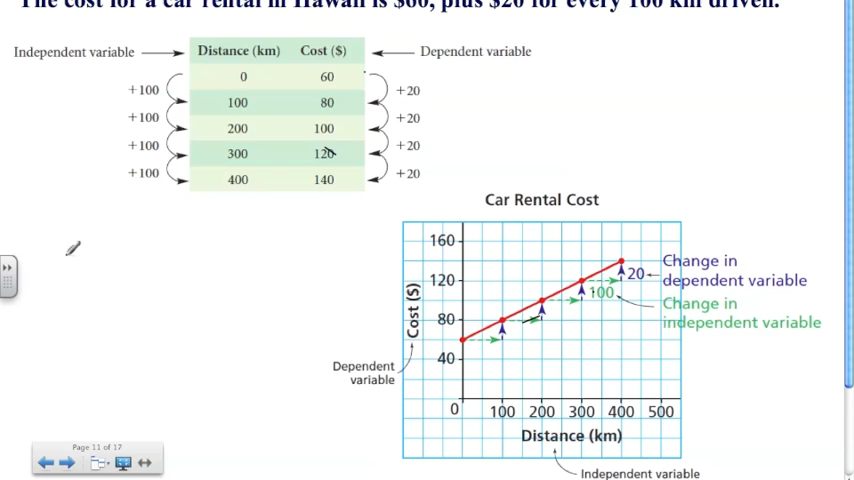 The cost for a car rental in Hawaii is $60, plus $20 for every 100 km driven.
Independent variable
Distance (km) Cost ($)
Dependent variable
0 60
+100 +20
100 80
+100 +20
200 100
+100 +20
300 120
+100 +20
400 140
Car Rental Cost
160
120
80
40
0
Cost ($)
Dependent
variable
20
Change in
dependent variable
100
Change in
independent variable
100 200 300 400 500
Distance (km)
Independent variable
Page 11 of 17